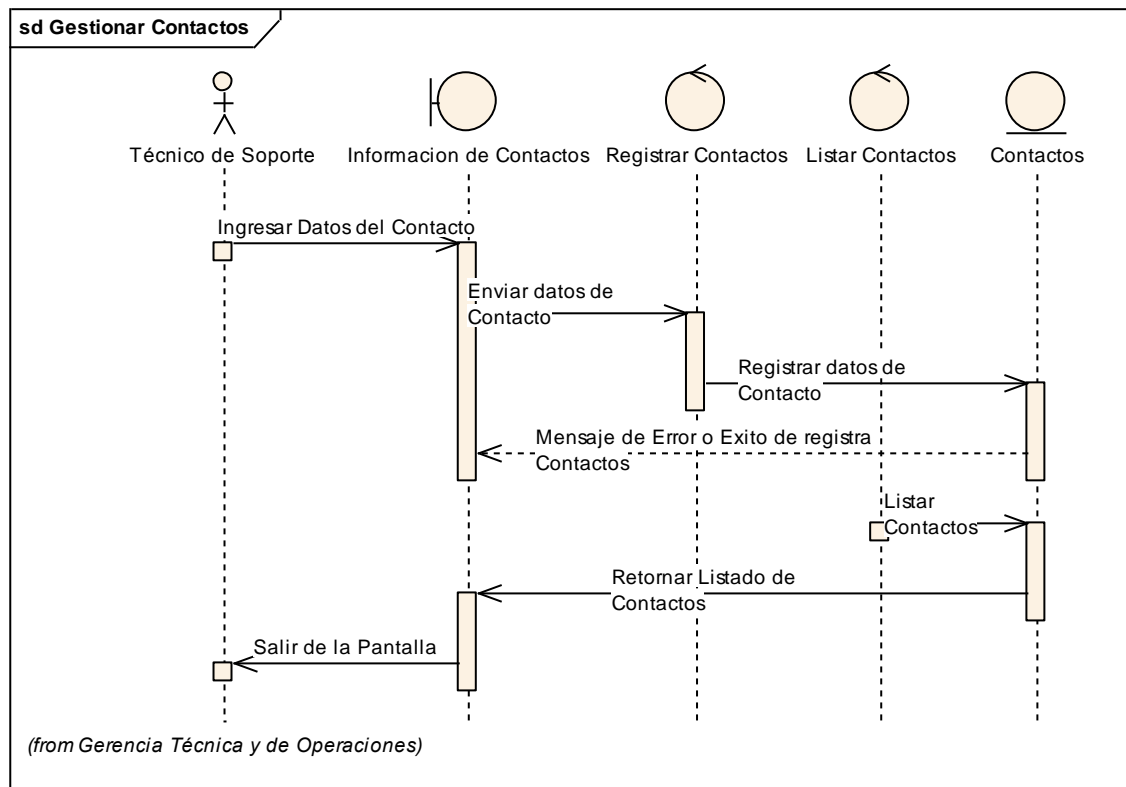 sd Gestionar Contactos
Técnico de Soporte
Informacion de Contactos
Registrar Contactos
Listar Contactos
Contactos
Ingresar Datos del Contacto
Enviar datos de
Contacto
Registrar datos de
Contacto
Mensaje de Error o Exito de registra
Contactos
Listar
Contactos
Retornar Listado de
Contactos
Salir de la Pantalla
(from Gerencia Técnica y de Operaciones)